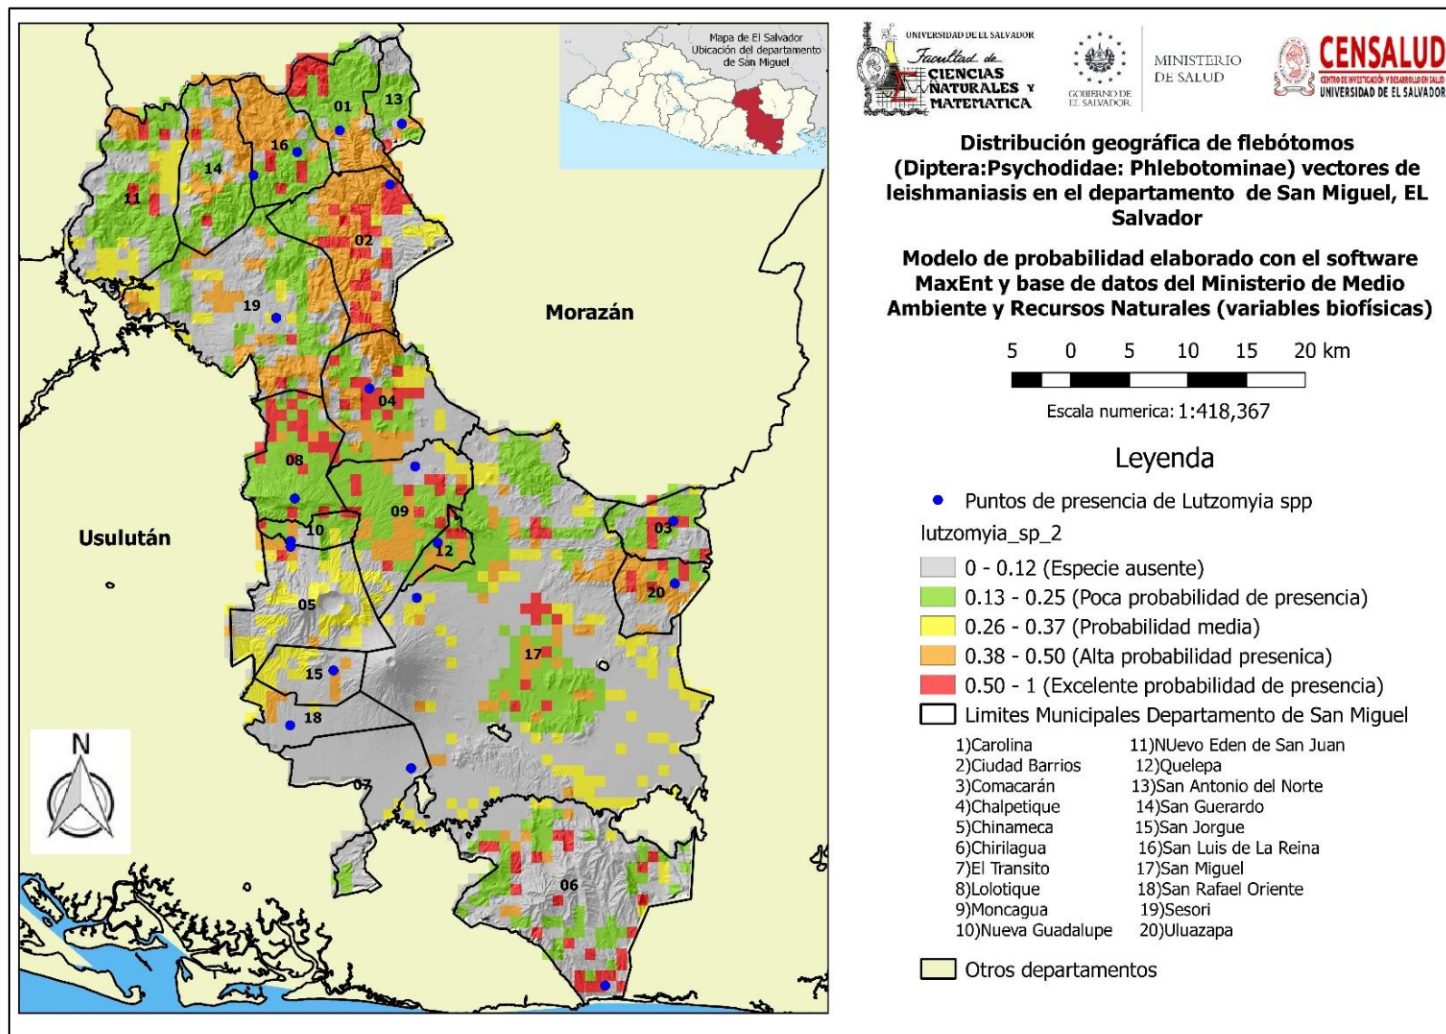 Mapa de El Salvador
Ubicación del departamento
de San Miguel
01
13
16
14
11
02
19
Morazán
04
08
09
03
10
12
Usulután
20
05
17
15
18
07
06
N
UNIVERSIDAD DE EL SALVADOR
Facultad de
CIENCIAS
NATURALES Y
MATEMATICA
GOBIERNO DE
EL SALVADOR
MINISTERIO
DE SALUD
CENSALUD
CENTRO DE INVESTIGACIÓN Y DESARROLLO EN SALUD
UNIVERSIDAD DE EL SALVADOR
Distribución geográfica de flebótomos
(Diptera:Psychodidae: Phlebotominae) vectores de
leishmaniasis en el departamento de San Miguel, EL
Salvador
Modelo de probabilidad elaborado con el software
MaxEnt y base de datos del Ministerio de Medio
Ambiente y Recursos Naturales (variables biofísicas)
5 0 5 10 15 20 km
Escala numerica: 1:418,367
Leyenda
Puntos de presencia de Lutzomyia spp
lutzomyia_sp_2
0 - 0.12 (Especie ausente)
0.13 - 0.25 (Poca probabilidad de presencia)
0.26 - 0.37 (Probabilidad media)
0.38 - 0.50 (Alta probabilidad presenica)
0.50 - 1 (Excelente probabilidad de presencia)
Limites Municipales Departamento de San Miguel
1)Carolina
2)Ciudad Barrios
3)Comacarán
4)Chalpetique
5)Chinameca
6)Chirilagua
7)El Transito
8)Lolotique
9)Moncagua
10)Nueva Guadalupe
11)NUevo Eden de San Juan
12)Quelepa
13)San Antonio del Norte
14)San Guerardo
15)San Jorgue
16)San Luis de La Reina
17)San Miguel
18)San Rafael Oriente
19)Sesori
20)Uluazapa
Otros departamentos